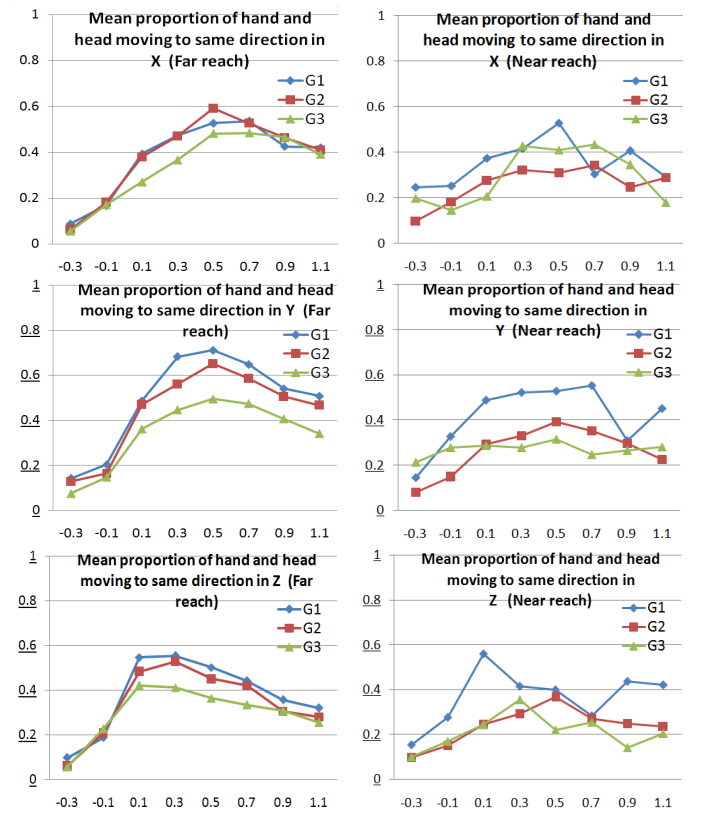 Mean proportion of hand and
head moving to same direction in
X (Far reach)
G1
G2
G3
1
0.8
0.6
0.4
0.2
0
-0.3 -0.1 0.1 0.3 0.5 0.7 0.9 1.1
Mean proportion of hand and
head moving to same direction in
X (Near reach)
G1
G2
G3
1
0.8
0.6
0.4
0.2
0
-0.3 -0.1 0.1 0.3 0.5 0.7 0.9 1.1
Mean proportion of hand and head
moving to same direction in Y (Far
reach)
G1
G2
G3
1
0.8
0.6
0.4
0.2
0
-0.3 -0.1 0.1 0.3 0.5 0.7 0.9 1.1
Mean proportion of hand and head
moving to same direction in
Y (Near reach)
G1
G2
G3
1
0.8
0.6
0.4
0.2
0
-0.3 -0.1 0.1 0.3 0.5 0.7 0.9 1.1
Mean proportion of hand and head
moving to same direction in Z (Far
reach)
G1
G2
G3
1
0.8
0.6
0.4
0.2
0
-0.3 -0.1 0.1 0.3 0.5 0.7 0.9 1.1
Mean proportion of hand and head
moving to same direction in
Z (Near reach)
G1
G2
G3
1
0.8
0.6
0.4
0.2
0
-0.3 -0.1 0.1 0.3 0.5 0.7 0.9 1.1